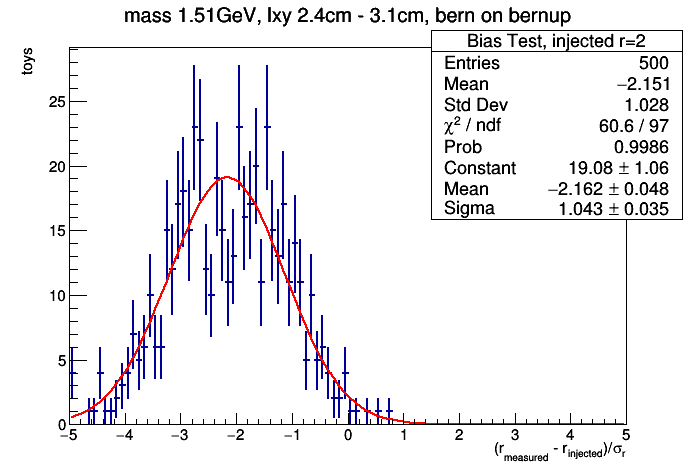 mass 1.51GeV, lxy 2.4cm - 3.1cm, bern on bernup
Bias Test, injected r=2
Entries 500
Mean −2.151
Std Dev 1.028
χ² / ndf 60.6 / 97
Prob 0.9986
Constant 19.08 ± 1.06
Mean −2.162 ± 0.048
Sigma 1.043 ± 0.035
toys
25
20
15
10
5
0
−5 −4 −3 −2 −1 0 1 2 3 4 5
(r_measured - r_injected)/σ_r